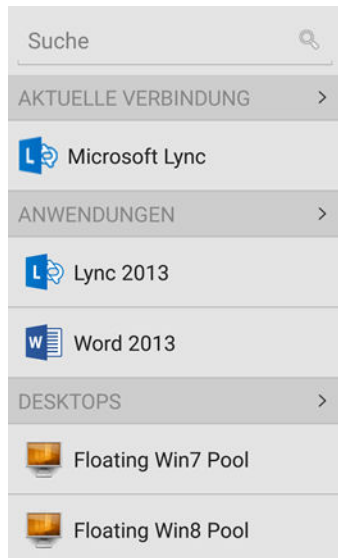 Suche
AKTUELLE VERBINDUNG
Microsoft Lync
ANWENDUNGEN
Lync 2013
Word 2013
DESKTOPS
Floating Win7 Pool
Floating Win8 Pool